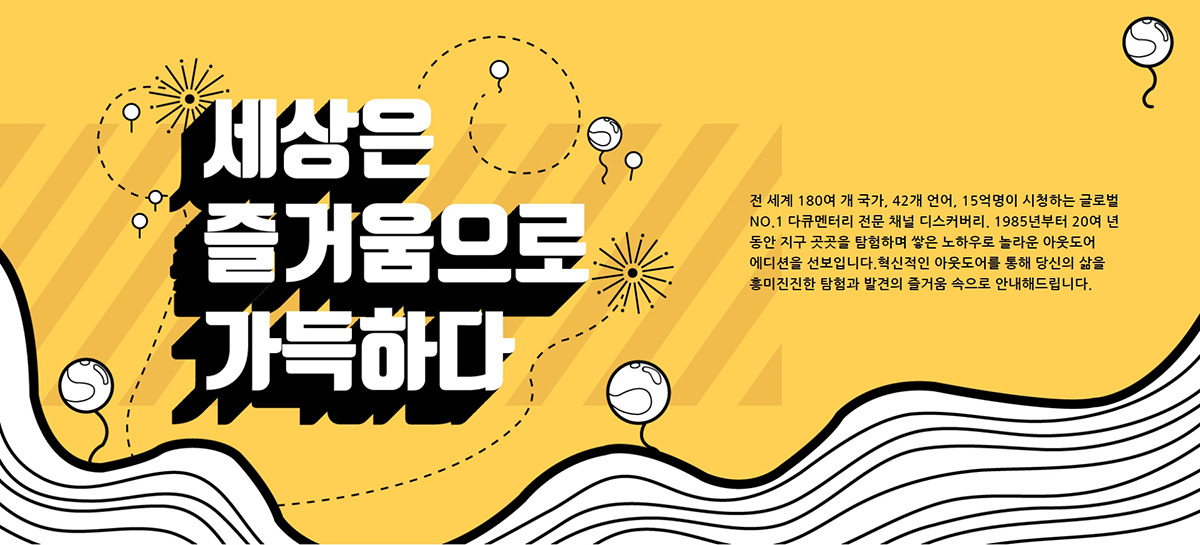 세상은
즐거움으로
가득하다
전 세계 180여 개 국가, 42개 언어, 15억명이 시청하는 글로벌
NO.1 다큐멘터리 전문 채널 디스커버리. 1985년부터 20여 년
동안 지구 곳곳을 탐험하며 쌓은 노하우로 놀라운 아웃도어
에디션을 선보입니다.혁신적인 아웃도어를 통해 당신의 삶을
흥미진진한 탐험과 발견의 즐거움 속으로 안내해드립니다.